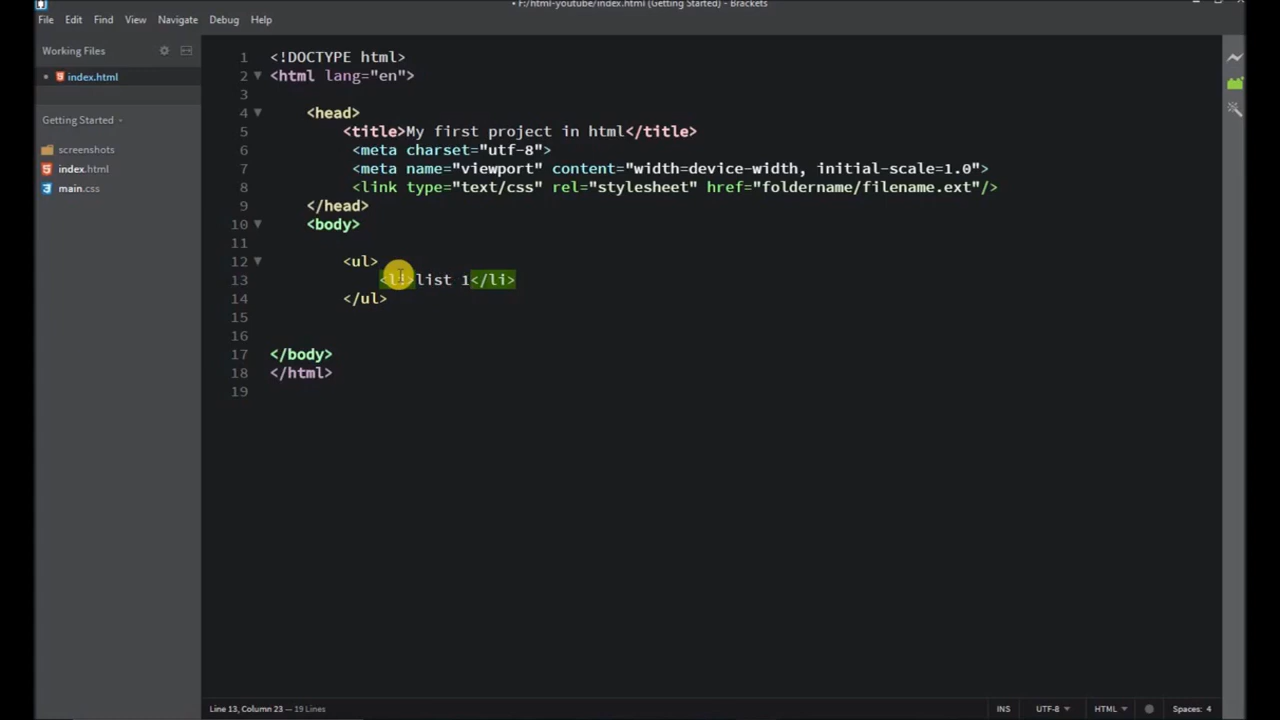 • F:/html-youtube/index.html (Getting Started) - Brackets
File Edit Find View Navigate Debug Help
Working Files
• index.html
Getting Started
screenshots
index.html
main.css
1 <!DOCTYPE html>
2 <html lang="en">
3
4 <head>
5 <title>My first project in html</title>
6 <meta charset="utf-8">
7 <meta name="viewport" content="width=device-width, initial-scale=1.0">
8 <link type="text/css" rel="stylesheet" href="foldername/filename.ext"/>
9 </head>
10 <body>
11
12 <ul>
13 <li>list 1</li>
14 </ul>
15
16
17 </body>
18 </html>
19
Line 13, Column 23 — 19 Lines
INS UTF-8 HTML Spaces: 4